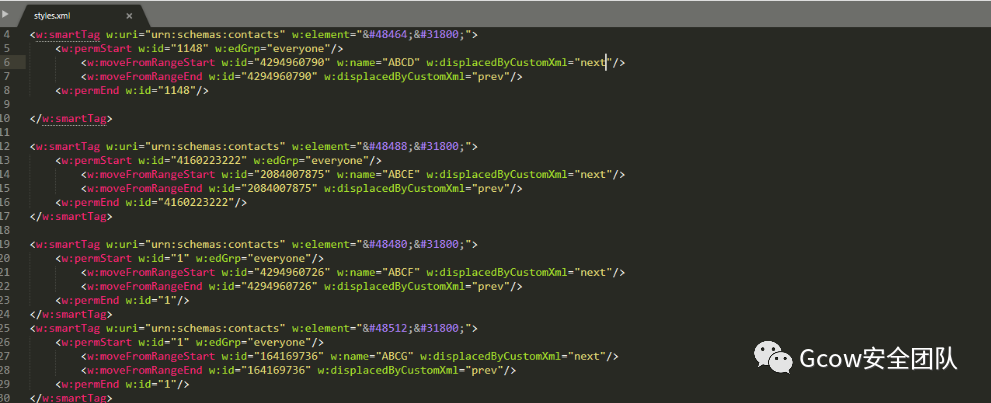 styles.xml ×
4 <w:smartTag w:uri="urn:schemas:contacts" w:element="&#48464;&#31800;">
5 <w:permStart w:id="1148" w:edGrp="everyone"/>
6 <w:moveFromRangeStart w:id="4294960790" w:name="ABCD" w:displacedByCustomXml="next"/>
7 <w:moveFromRangeEnd w:id="4294960790" w:displacedByCustomXml="prev"/>
8 <w:permEnd w:id="1148"/>
9
10 </w:smartTag>
11
12 <w:smartTag w:uri="urn:schemas:contacts" w:element="&#48488;&#31800;">
13 <w:permStart w:id="4160223222" w:edGrp="everyone"/>
14 <w:moveFromRangeStart w:id="2084007875" w:name="ABCE" w:displacedByCustomXml="next"/>
15 <w:moveFromRangeEnd w:id="2084007875" w:displacedByCustomXml="prev"/>
16 <w:permEnd w:id="4160223222"/>
17 </w:smartTag>
18
19 <w:smartTag w:uri="urn:schemas:contacts" w:element="&#48480;&#31800;">
20 <w:permStart w:id="1" w:edGrp="everyone"/>
21 <w:moveFromRangeStart w:id="4294960726" w:name="ABCF" w:displacedByCustomXml="next"/>
22 <w:moveFromRangeEnd w:id="4294960726" w:displacedByCustomXml="prev"/>
23 <w:permEnd w:id="1"/>
24 </w:smartTag>
25 <w:smartTag w:uri="urn:schemas:contacts" w:element="&#48512;&#31800;">
26 <w:permStart w:id="1" w:edGrp="everyone"/>
27 <w:moveFromRangeStart w:id="164169736" w:name="ABCG" w:displacedByCustomXml="next"/>
28 <w:moveFromRangeEnd w:id="164169736" w:displacedByCustomXml="prev"/>
29 <w:permEnd w:id="1"/>
30 </w:smartTag>
Gcow安全团队